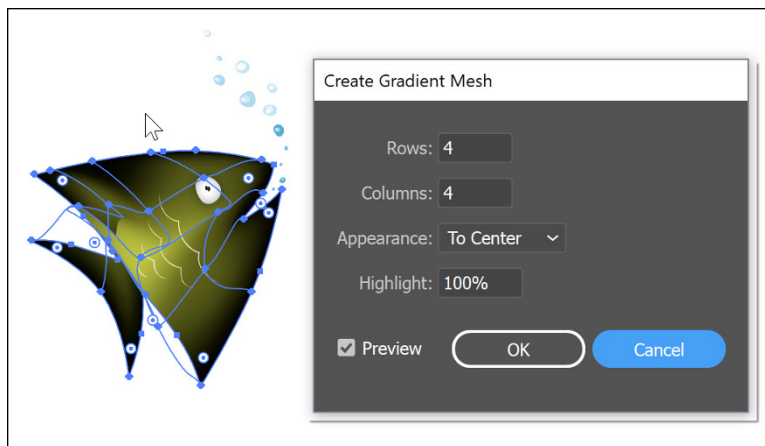 Create Gradient Mesh
Rows: 4
Columns: 4
Appearance: To Center
Highlight: 100%
Preview OK Cancel